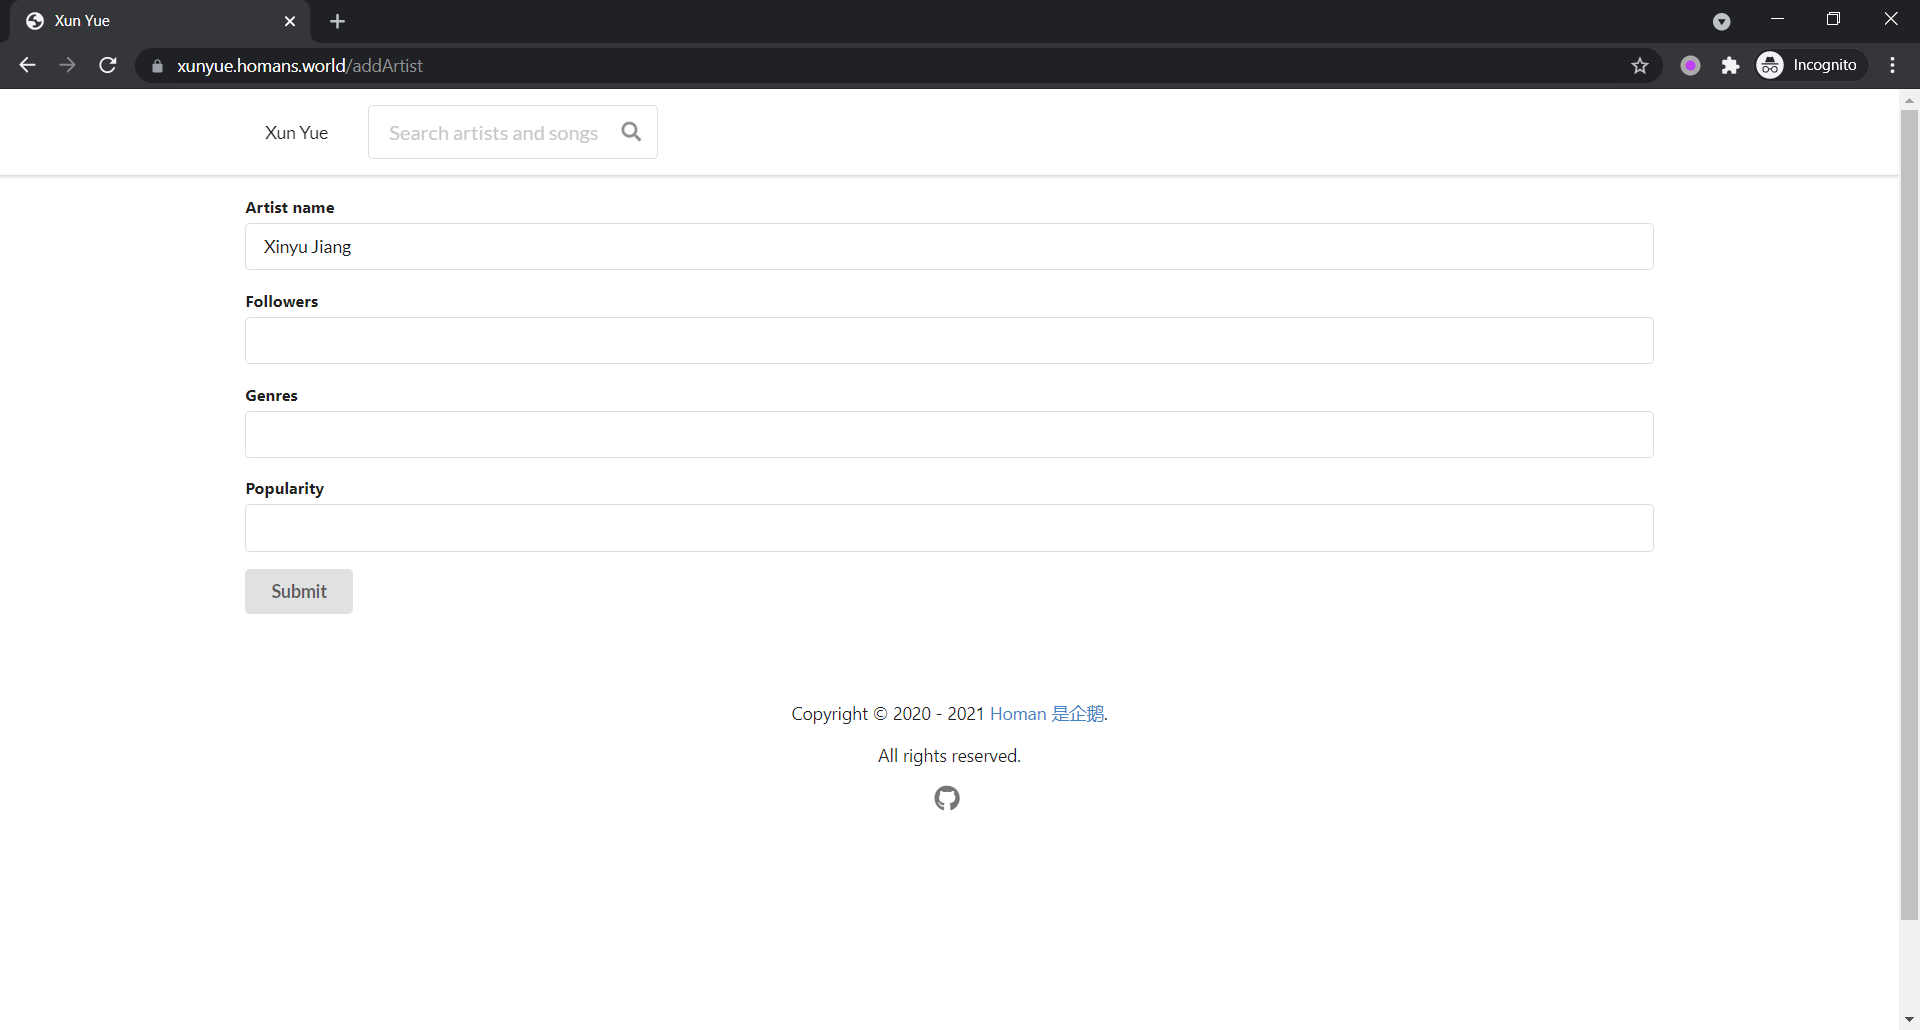 Xun Yue
xunyue.homans.world/addArtist
Incognito
Xun Yue
Search artists and songs
Artist name
Xinyu Jiang
Followers
Genres
Popularity
Submit
Copyright © 2020 - 2021 Homan 是企鹅.
All rights reserved.